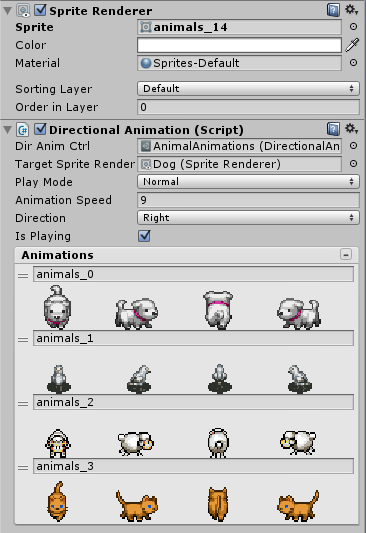 Sprite Renderer
Sprite animals_14
Color
Material Sprites-Default
Sorting Layer Default
Order in Layer 0
Directional Animation (Script)
Dir Anim Ctrl AnimalAnimations (DirectionalAn
Target Sprite Render Dog (Sprite Renderer)
Play Mode Normal
Animation Speed 9
Direction Right
Is Playing
Animations
animals_0
animals_1
animals_2
animals_3